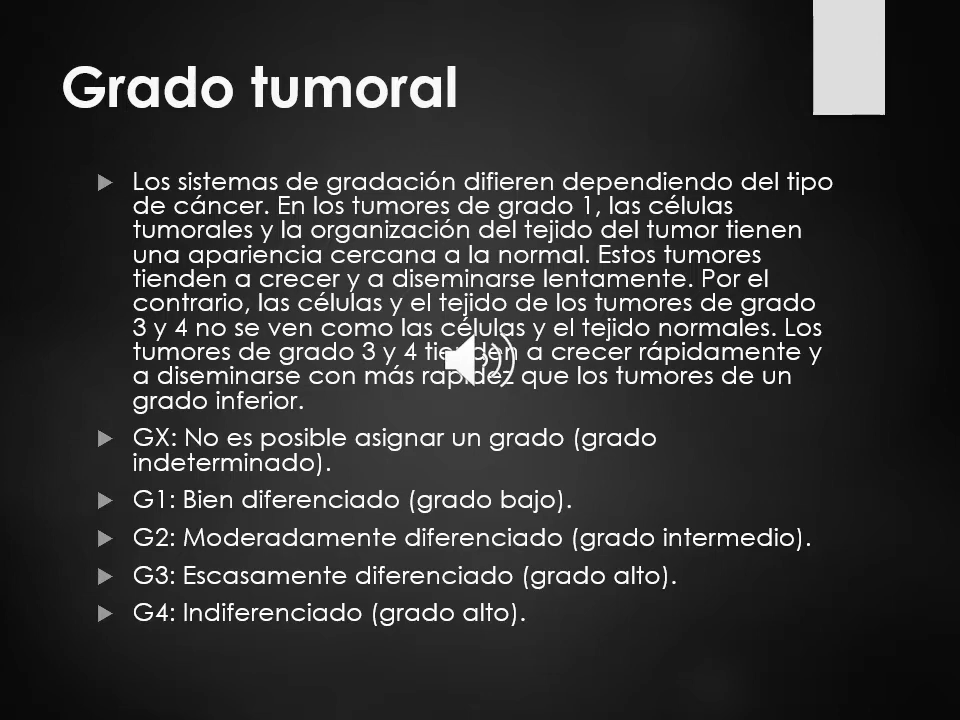 Grado tumoral
Los sistemas de gradación difieren dependiendo del tipo
de cáncer. En los tumores de grado 1, las células
tumorales y la organización del tejido del tumor tienen
una apariencia cercana a la normal. Estos tumores
tienden a crecer y a diseminarse lentamente. Por el
contrario, las células y el tejido de los tumores de grado
3 y 4 no se ven como las células y el tejido normales. Los
tumores de grado 3 y 4 tienden a crecer rápidamente y
a diseminarse con más rapidez que los tumores de un
grado inferior.
GX: No es posible asignar un grado (grado
indeterminado).
G1: Bien diferenciado (grado bajo).
G2: Moderadamente diferenciado (grado intermedio).
G3: Escasamente diferenciado (grado alto).
G4: Indiferenciado (grado alto).